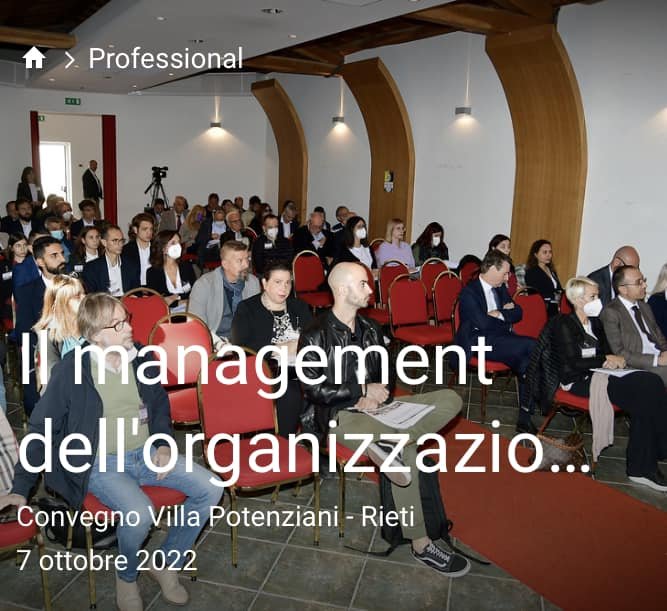 Professional
Il management
dell'organizzazio...
Convegno Villa Potenziani - Rieti
7 ottobre 2022